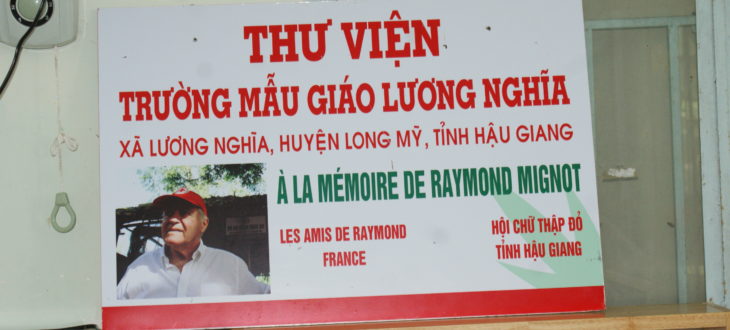 THƯ VIỆN
TRƯỜNG MẪU GIÁO LƯƠNG NGHĨA
XÃ LƯƠNG NGHĨA, HUYỆN LONG MỸ, TỈNH HẬU GIANG
À LA MÉMOIRE DE RAYMOND MIGNOT
LES AMIS DE RAYMOND
FRANCE
HỘI CHỮ THẬP ĐỎ
TỈNH HẬU GIANG